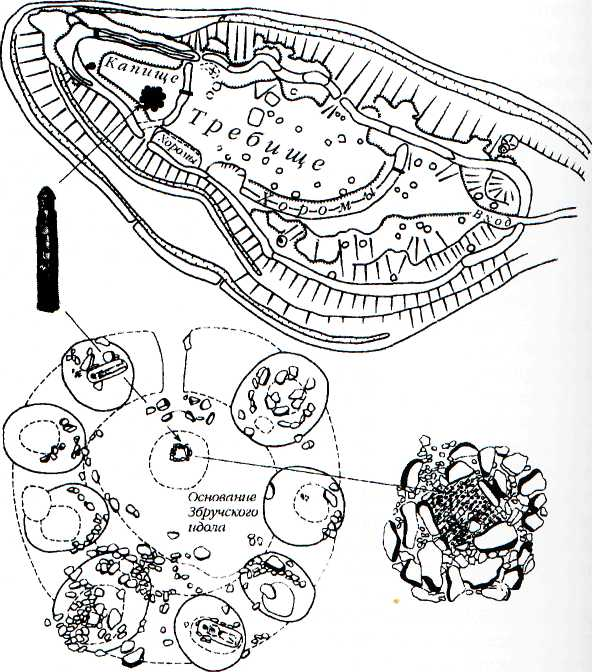 Капище
Требище
Хоромы
Хоромы
Вход
Основание
Збручского
идола